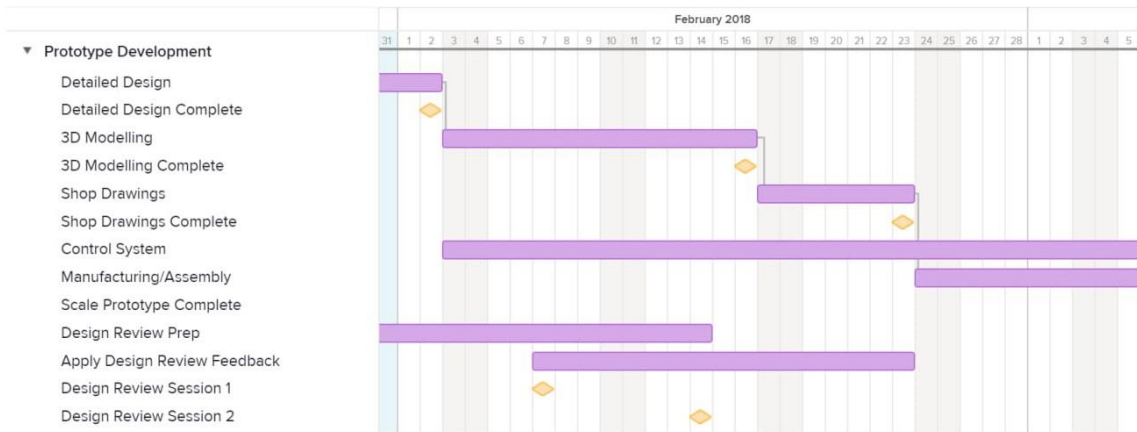 February 2018
31 1 2 3 4 5 6 7 8 9 10 11 12 13 14 15 16 17 18 19 20 21 22 23 24 25 26 27 28 1 2 3 4 5
Prototype Development
Detailed Design
Detailed Design Complete
3D Modelling
3D Modelling Complete
Shop Drawings
Shop Drawings Complete
Control System
Manufacturing/Assembly
Scale Prototype Complete
Design Review Prep
Apply Design Review Feedback
Design Review Session 1
Design Review Session 2